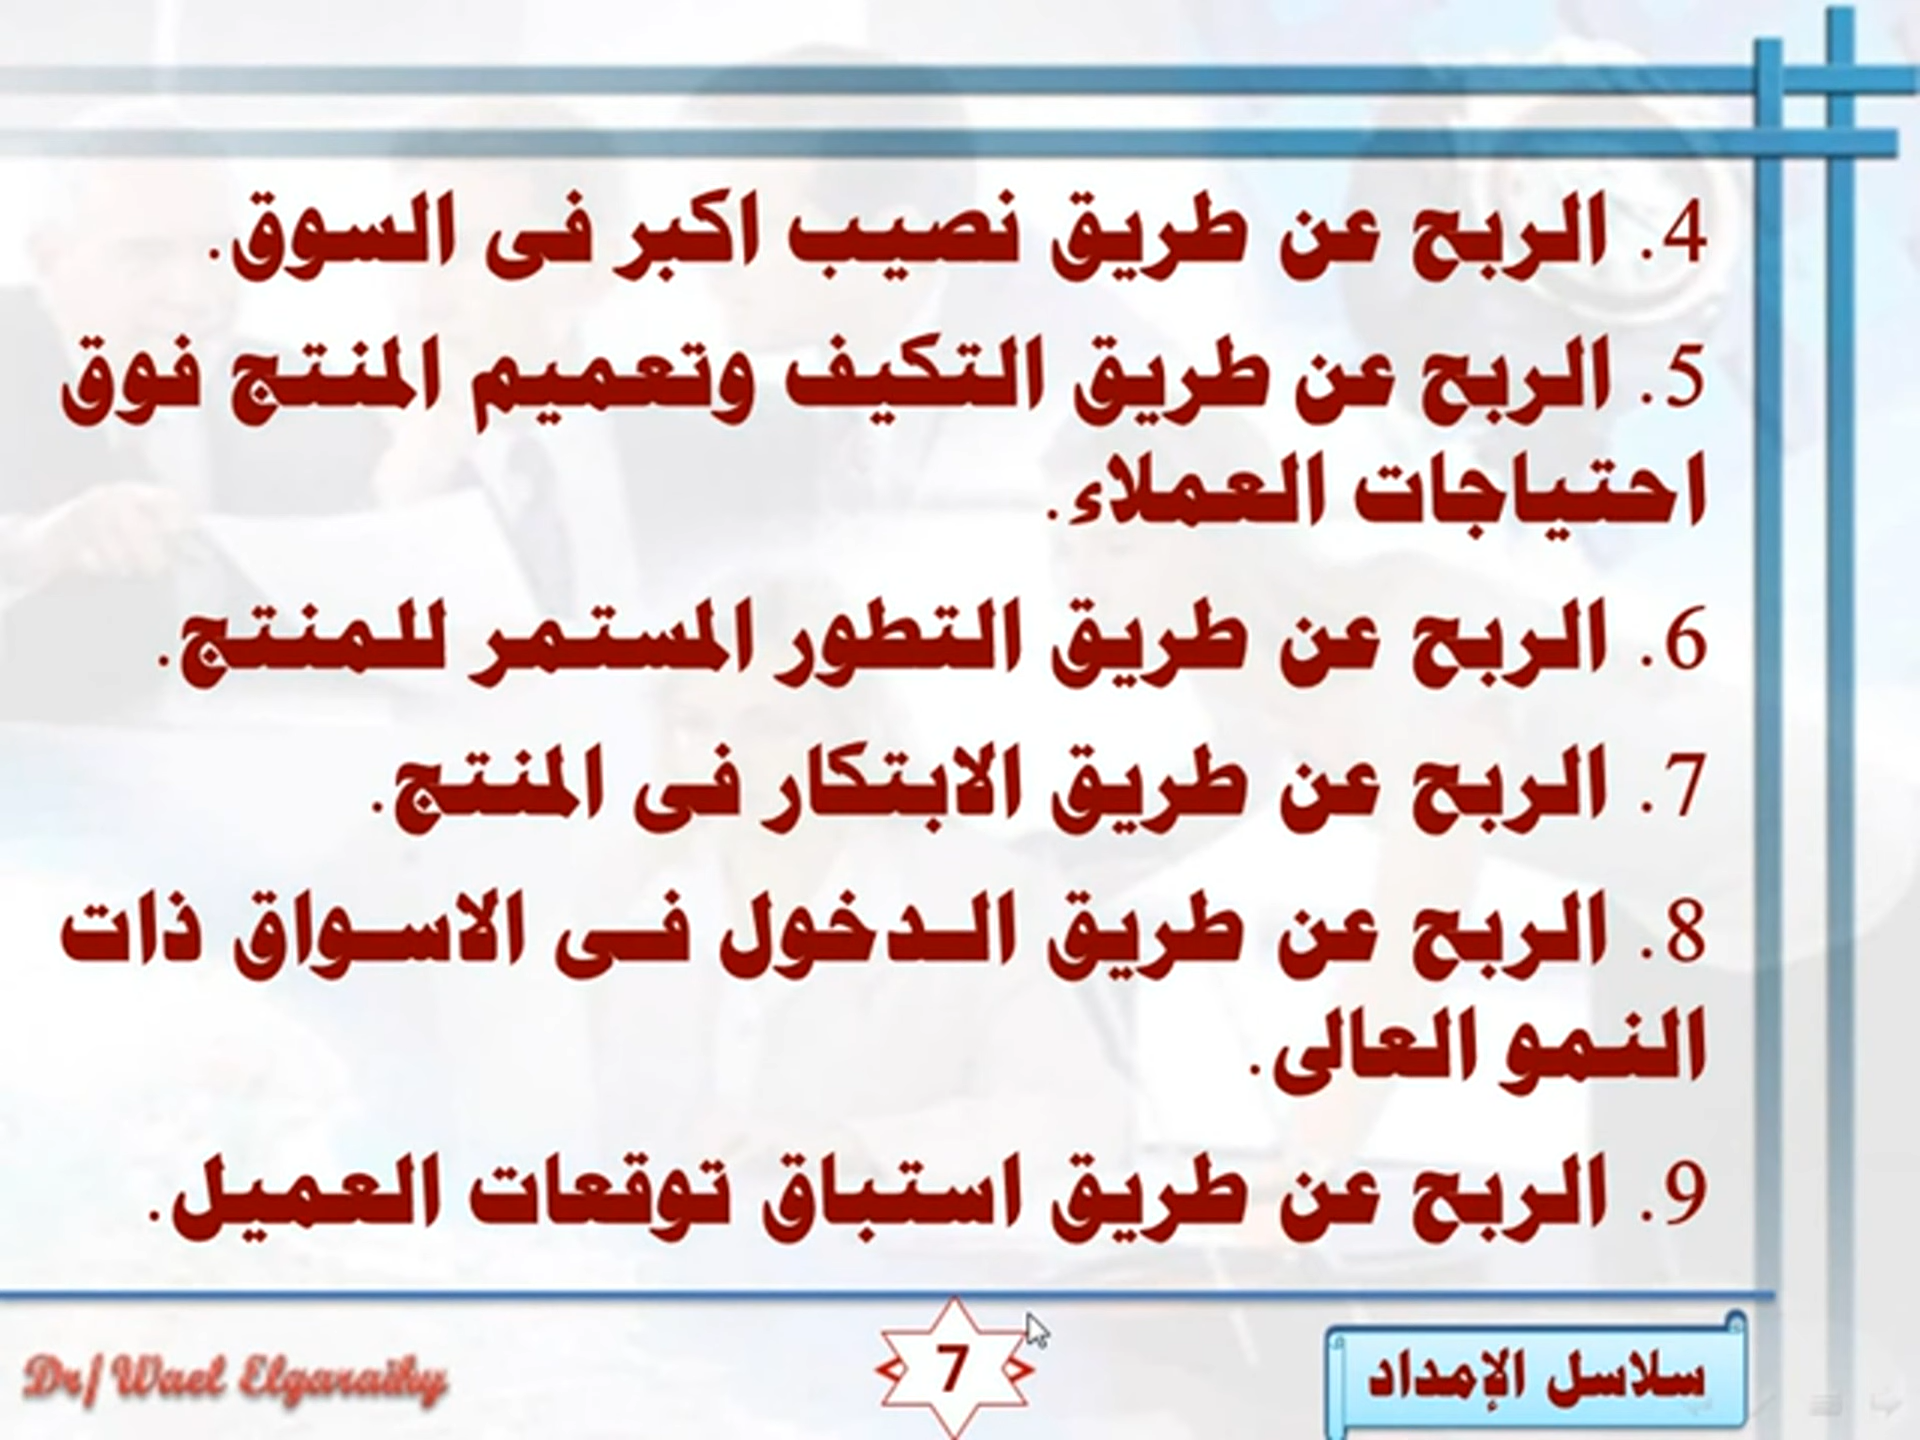 4. الربح عن طريق نصيب اكبر فى السوق.
5. الربح عن طريق التكيف وتعميم المنتج فوق
احتياجات العملاء.
6. الربح عن طريق التطور المستمر للمنتج.
7. الربح عن طريق الابتكار فى المنتج.
8. الربح عن طريق الدخول فى الاسواق ذات
النمو العالى.
9. الربح عن طريق استباق توقعات العميل.
سلاسل الإمداد
7
Dr/ Wael Elgaraihy